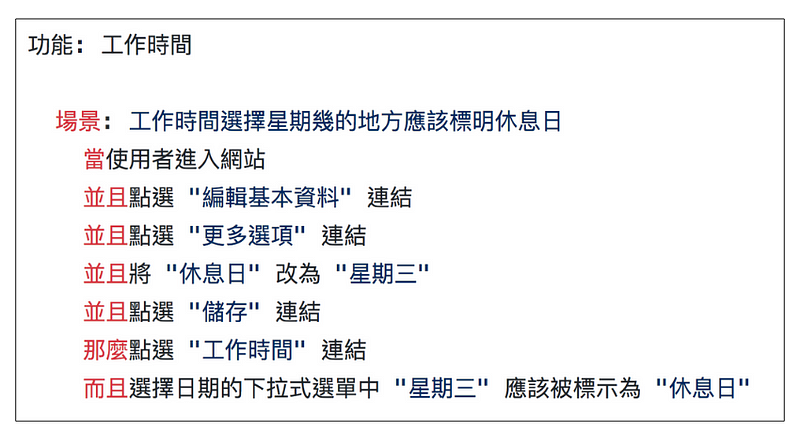 功能: 工作時間
場景: 工作時間選擇星期幾的地方應該標明休息日
當使用者進入網站
並且點選 "編輯基本資料" 連結
並且點選 "更多選項" 連結
並且將 "休息日" 改為 "星期三"
並且點選 "儲存" 連結
那麼點選 "工作時間" 連結
而且選擇日期的下拉式選單中 "星期三" 應該被標示為 "休息日"